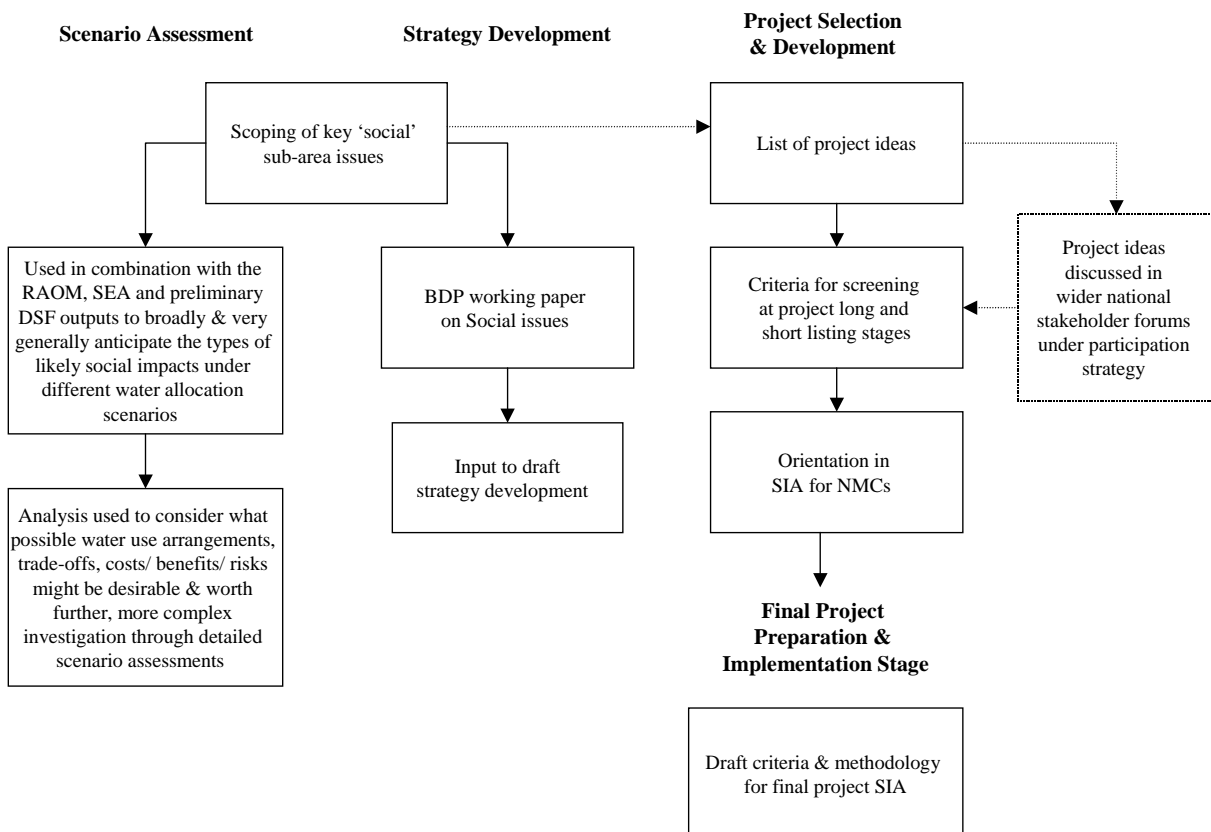 Scenario Assessment
Strategy Development
Project Selection
& Development
Scoping of key ‘social’
sub-area issues
List of project ideas
Used in combination with the
RAOM, SEA and preliminary
DSF outputs to broadly & very
generally anticipate the types of
likely social impacts under
different water allocation
scenarios
BDP working paper
on Social issues
Criteria for screening
at project long and
short listing stages
Project ideas
discussed in
wider national
stakeholder forums
under participation
strategy
Analysis used to consider what
possible water use arrangements,
trade-offs, costs/ benefits/ risks
might be desirable & worth
further, more complex
investigation through detailed
scenario assessments
Input to draft
strategy development
Orientation in
SIA for NMCs
Final Project
Preparation &
Implementation Stage
Draft criteria & methodology
for final project SIA